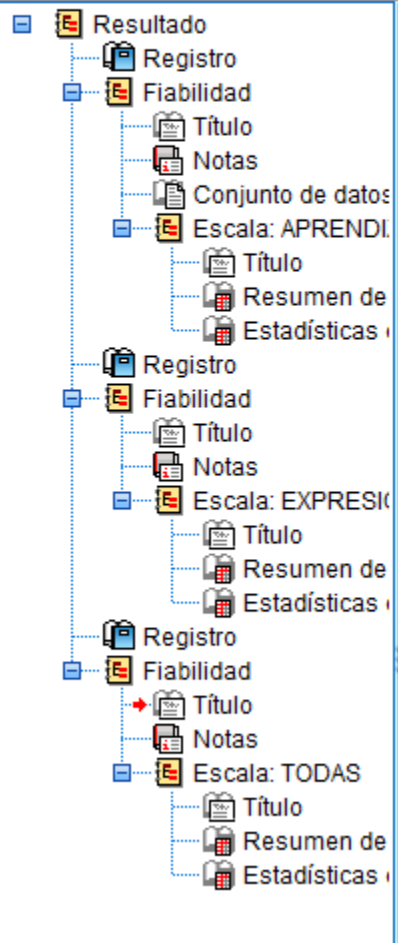 Resultado
Registro
Fiabilidad
Título
Notas
Conjunto de datos
Escala: APRENDI
Título
Resumen de
Estadísticas
Registro
Fiabilidad
Título
Notas
Escala: EXPRESI
Título
Resumen de
Estadísticas
Registro
Fiabilidad
Título
Notas
Escala: TODAS
Título
Resumen de
Estadísticas